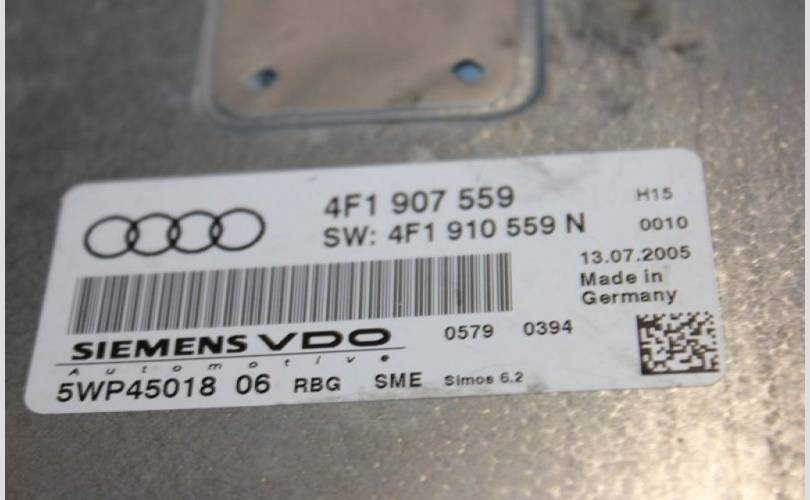 4F1 907 559
SW: 4F1 910 559 N
H15
0010
13.07.2005
Made in
Germany
SIEMENS VDO
Automotive
0579 0394
5WP45018 06 RBG SME Simos 6.2